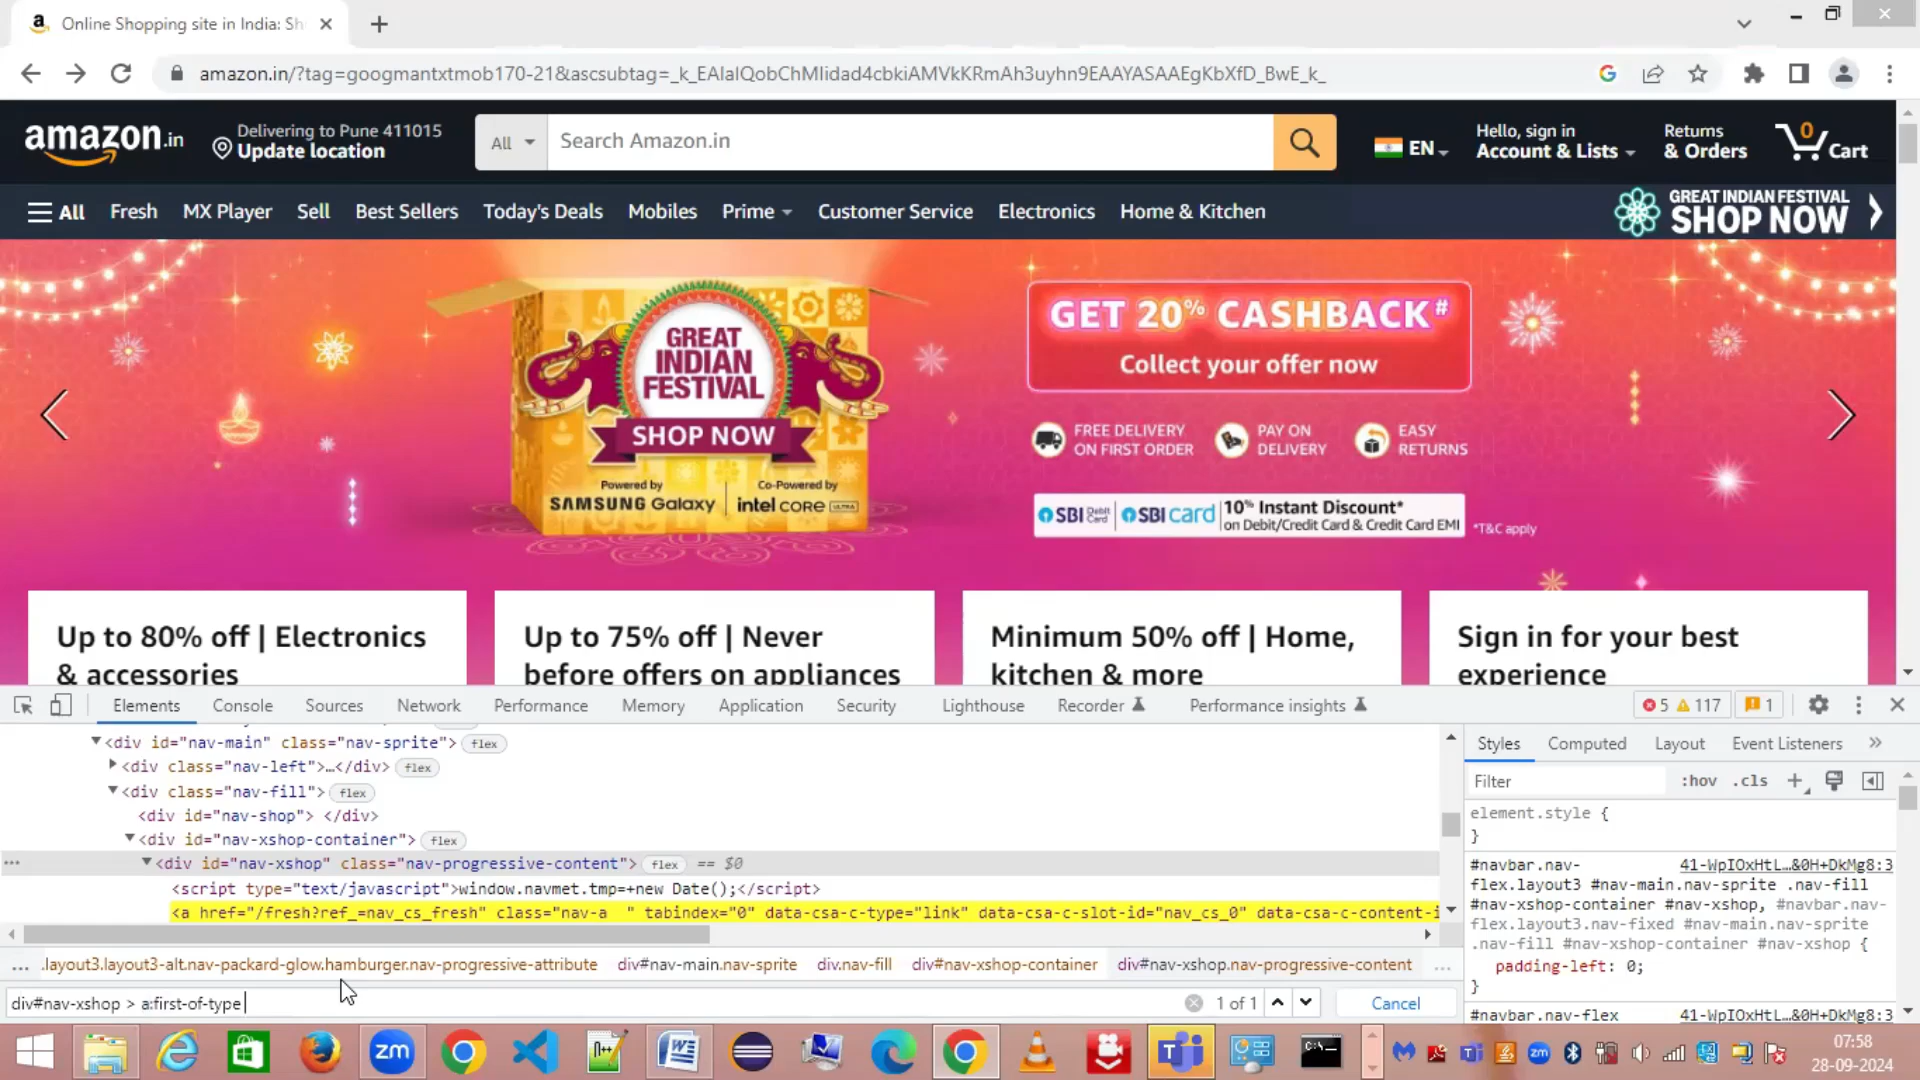 Online Shopping site in India: Sh
amazon.in/?tag=googmantxtmob170-21&ascsubtag=_k_EAIaIQobChMIidad4cbkiAMVkKRmAh3uyhn9EAAYASAAEgKbXfD_BwE_k_
amazon.in
Delivering to Pune 411015
Update location
All
Search Amazon.in
EN
Hello, sign in
Account & Lists
Returns
& Orders
0
Cart
All
Fresh
MX Player
Sell
Best Sellers
Today's Deals
Mobiles
Prime
Customer Service
Electronics
Home & Kitchen
GREAT INDIAN FESTIVAL
SHOP NOW
GREAT
INDIAN
FESTIVAL
SHOP NOW
Powered by
SAMSUNG Galaxy
Co-Powered by
intel CORE ULTRA
GET 20% CASHBACK#
Collect your offer now
FREE DELIVERY
ON FIRST ORDER
PAY ON
DELIVERY
EASY
RETURNS
SBI Debit Card
SBI card
10% Instant Discount*
on Debit/Credit Card & Credit Card EMI
*T&C apply
Up to 80% off | Electronics
& accessories
Up to 75% off | Never
before offers on appliances
Minimum 50% off | Home,
kitchen & more
Sign in for your best
experience
Elements
Console
Sources
Network
Performance
Memory
Application
Security
Lighthouse
Recorder
Performance insights
5
117
1
<div id="nav-main" class="nav-sprite"> flex
<div class="nav-left">…</div> flex
<div class="nav-fill"> flex
<div id="nav-shop"> </div>
<div id="nav-xshop-container"> flex
<div id="nav-xshop" class="nav-progressive-content"> flex == $0
<script type="text/javascript">window.navmet.tmp=+new Date();</script>
<a href="/fresh?ref_=nav_cs_fresh" class="nav-a  " tabindex="0" data-csa-c-type="link" data-csa-c-slot-id="nav_cs_0" data-csa-c-content-i
... .layout3.layout3-alt.nav-packard-glow.hamburger.nav-progressive-attribute div#nav-main.nav-sprite div.nav-fill div#nav-xshop-container div#nav-xshop.nav-progressive-content ...
div#nav-xshop > a:first-of-type
1 of 1
Cancel
Styles
Computed
Layout
Event Listeners
Filter
:hov
.cls
element.style {
}
#navbar.nav- 41-WpIOxHtL…&0H+DkMg8:3
flex.layout3 #nav-main.nav-sprite .nav-fill
#nav-xshop-container #nav-xshop, #navbar.nav-
flex.layout3.nav-fixed #nav-main.nav-sprite
.nav-fill #nav-xshop-container #nav-xshop {
padding-left: 0;
}
#navbar.nav-flex 41-WpIOxHtL…&0H+DkMg8:3
07:58
28-09-2024